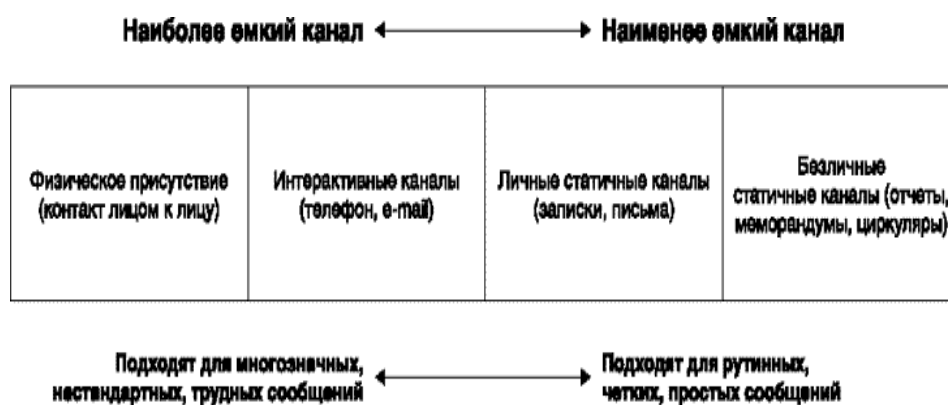 Наиболее емкий канал
Наименее емкий канал
Физическое присутствие
(контакт лицом к лицу)
Интерактивные каналы
(телефон, e-mail)
Личные статичные каналы
(записки, письма)
Безличные
статичные каналы (отчеты,
меморандумы, циркуляры)
Подходят для многозначных,
нестандартных, трудных сообщений
Подходят для рутинных,
четких, простых сообщений